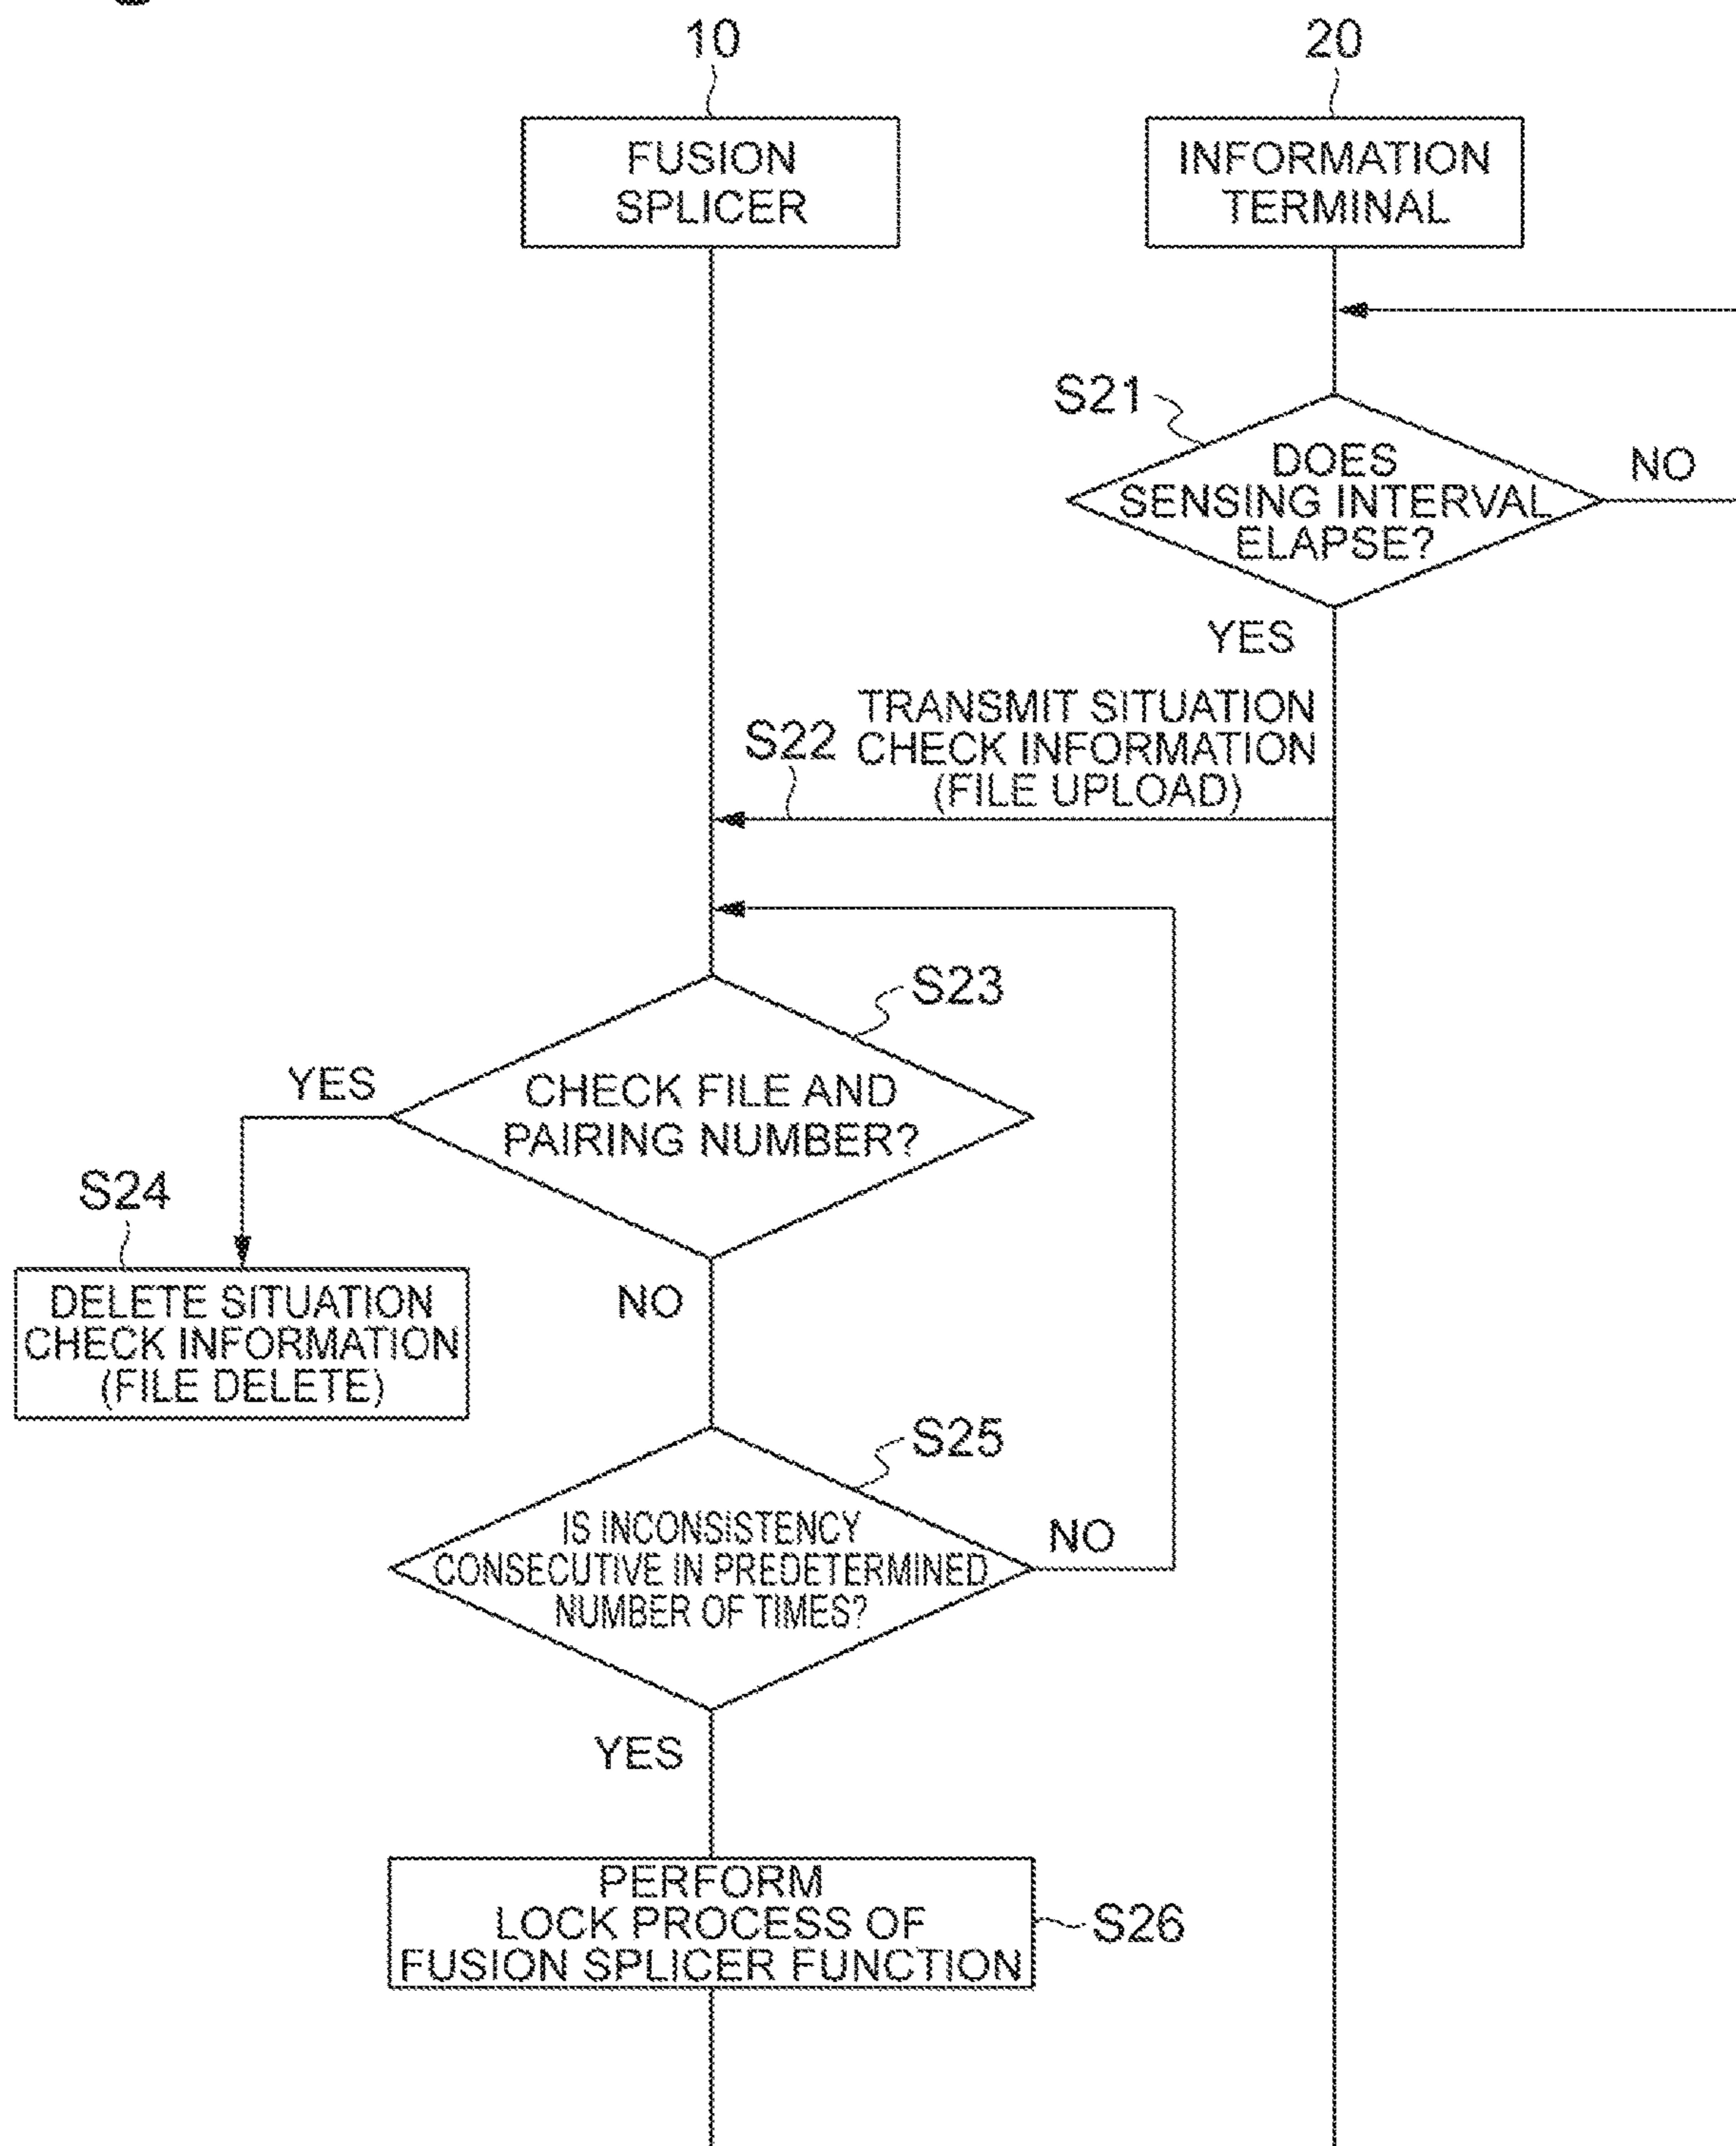 10
20
FUSION
SPLICER
INFORMATION
TERMINAL
S21
DOES
SENSING INTERVAL
ELAPSE?
NO
YES
S22
TRANSMIT SITUATION
CHECK INFORMATION
(FILE UPLOAD)
S23
YES
CHECK FILE AND
PAIRING NUMBER?
S24
DELETE SITUATION
CHECK INFORMATION
(FILE DELETE)
NO
S25
IS INCONSISTENCY
CONSECUTIVE IN PREDETERMINED
NUMBER OF TIMES?
NO
YES
PERFORM
LOCK PROCESS OF
FUSION SPLICER FUNCTION
S26